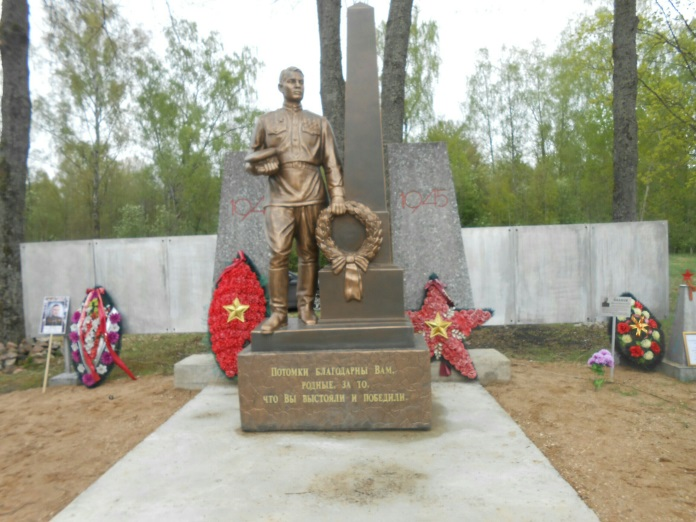 1945
Потомки благодарны Вам,
родные, за то,
что Вы выстояли и победили.